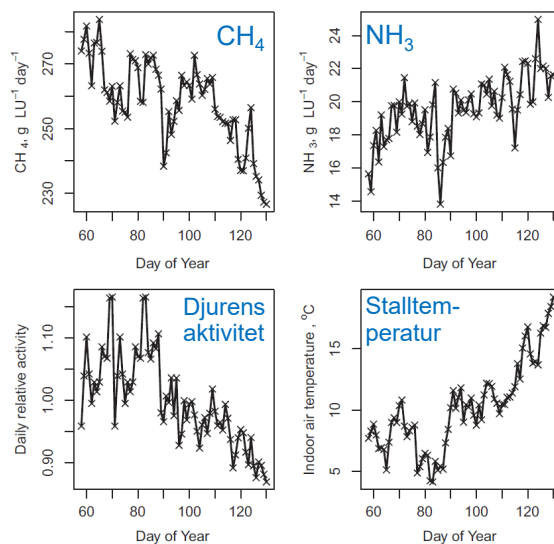 CH4
270
250
230
CH 4, g LU−1 day−1
60
80
100
120
Day of Year
NH3
24
22
20
18
16
14
NH 3, g LU−1 day−1
60
80
100
120
Day of Year
Djurens
aktivitet
1.10
1.00
0.90
Daily relative activity
60
80
100
120
Day of Year
Stalltem-
peratur
15
10
5
Indoor air temperature , oC
60
80
100
120
Day of Year